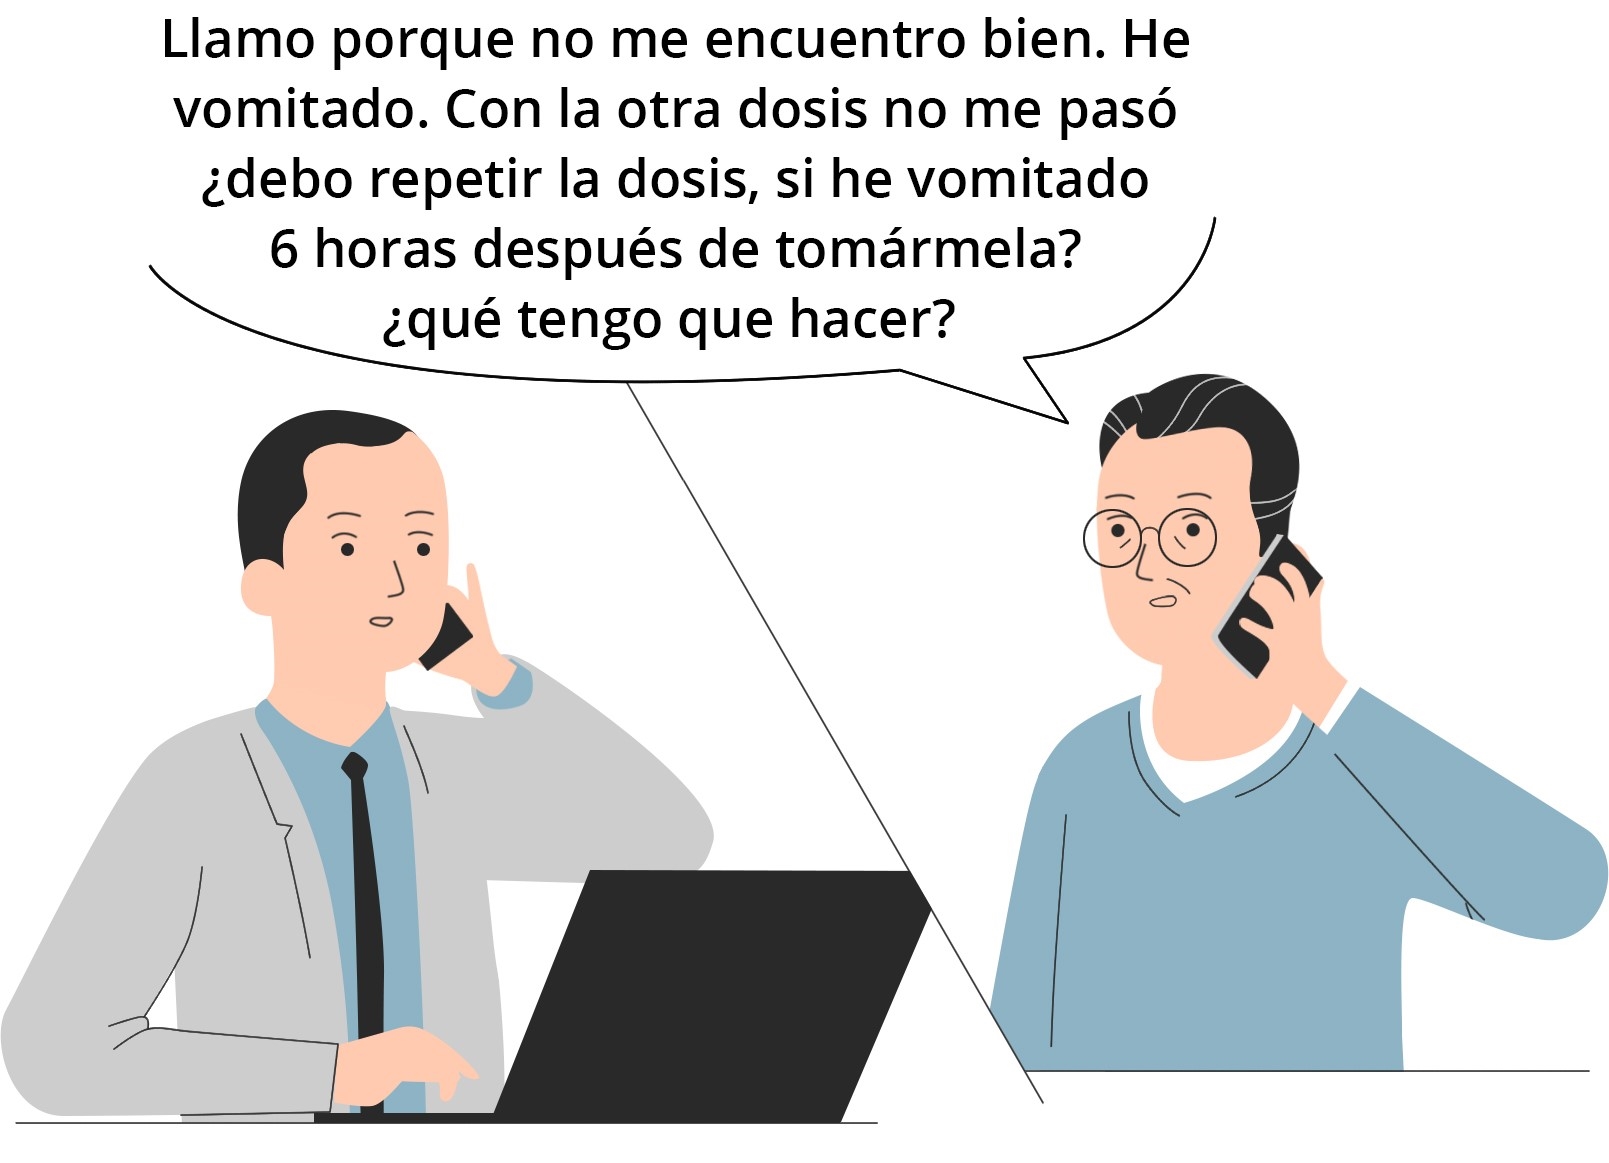 Llamo porque no me encuentro bien. He
vomitado. Con la otra dosis no me pasó
¿debo repetir la dosis, si he vomitado
6 horas después de tomármela?
¿qué tengo que hacer?